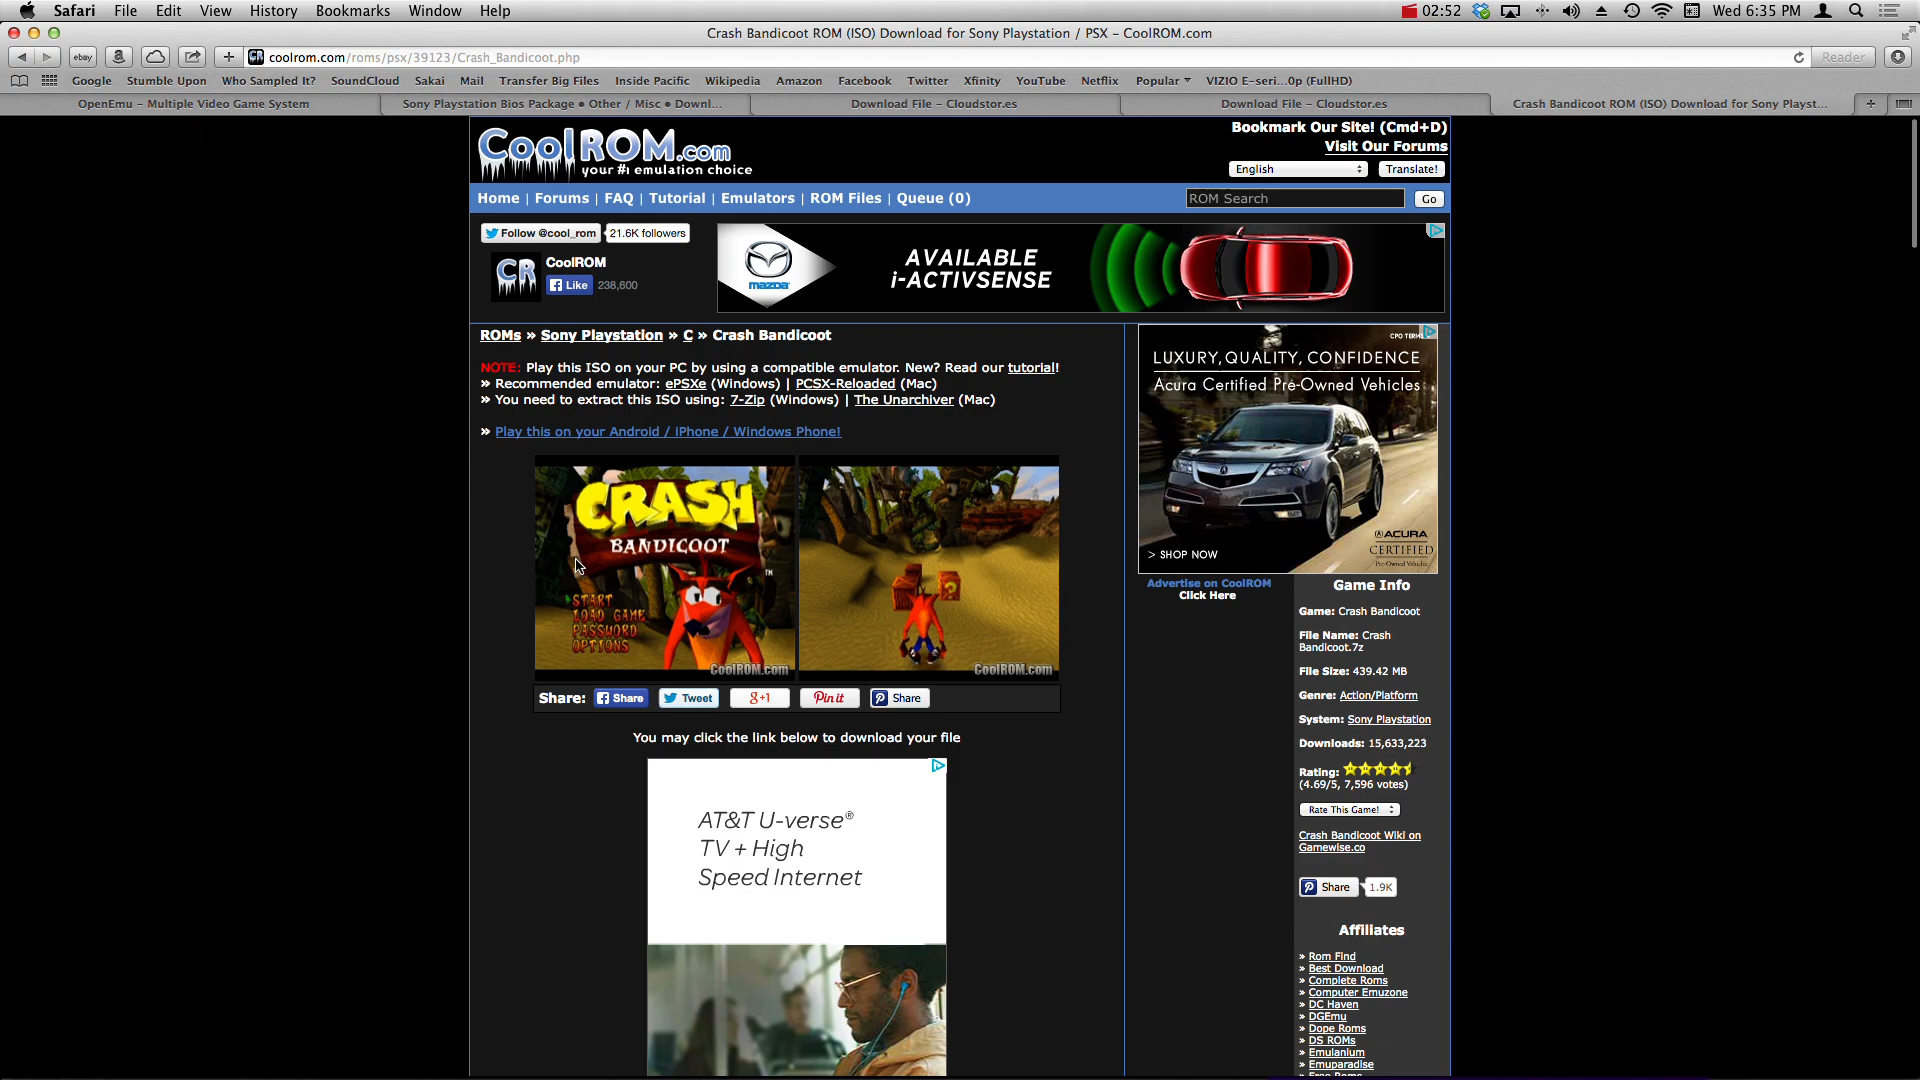 Safari File Edit View History Bookmarks Window Help 02:52 Wed 6:35 PM
Crash Bandicoot ROM (ISO) Download for Sony Playstation / PSX - CoolROM.com
ebay a coolrom.com/roms/psx/39123/Crash_Bandicoot.php Reader
Google Stumble Upon Who Sampled It? SoundCloud Sakai Mail Transfer Big Files Inside Pacific Wikipedia Amazon Facebook Twitter Xfinity YouTube Netflix Popular VIZIO E-seri...0p (FullHD)
OpenEmu – Multiple Video Game System Sony Playstation Bios Package • Other / Misc • Downl... Download File – Cloudstor.es Download File – Cloudstor.es Crash Bandicoot ROM (ISO) Download for Sony Playst...
CoolROM.com
your #1 emulation choice
Bookmark Our Site! (Cmd+D)
Visit Our Forums
English Translate!
Home | Forums | FAQ | Tutorial | Emulators | ROM Files | Queue (0) ROM Search Go
Follow @cool_rom 21.6K followers
CR CoolROM
Like 238,600
mazda
AVAILABLE
i-ACTIVSENSE
ROMs » Sony Playstation » C » Crash Bandicoot
NOTE: Play this ISO on your PC by using a compatible emulator. New? Read our tutorial!
» Recommended emulator: ePSXe (Windows) | PCSX-Reloaded (Mac)
» You need to extract this ISO using: 7-Zip (Windows) | The Unarchiver (Mac)
» Play this on your Android / iPhone / Windows Phone!
CRASH
BANDICOOT
TM
START
LOAD GAME
PASSWORD
OPTIONS
CoolROM.com
CoolROM.com
Share: Share Tweet g+1 Pin it Share
You may click the link below to download your file
AT&T U-verse®
TV + High
Speed Internet
CPO TERMS
LUXURY, QUALITY, CONFIDENCE
Acura Certified Pre-Owned Vehicles
> SHOP NOW
ACURA
CERTIFIED
Pre-Owned Vehicles
Advertise on CoolROM
Click Here
Game Info
Game: Crash Bandicoot
File Name: Crash
Bandicoot.7z
File Size: 439.42 MB
Genre: Action/Platform
System: Sony Playstation
Downloads: 15,633,223
Rating:
(4.69/5, 7,596 votes)
Rate This Game!
Crash Bandicoot Wiki on
Gamewise.co
Share 1.9K
Affiliates
» Rom Find
» Best Download
» Complete Roms
» Computer Emuzone
» DC Haven
» DGEmu
» Dope Roms
» DS ROMs
» Emulanium
» Emuparadise